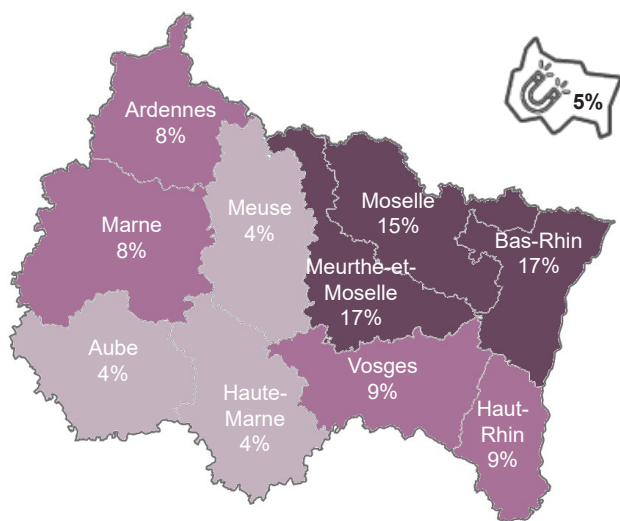 5%
Ardennes
8%
Marne
8%
Meuse
4%
Moselle
15%
Bas-Rhin
17%
Meurthe-et-
Moselle
17%
Aube
4%
Haute-
Marne
4%
Vosges
9%
Haut-
Rhin
9%